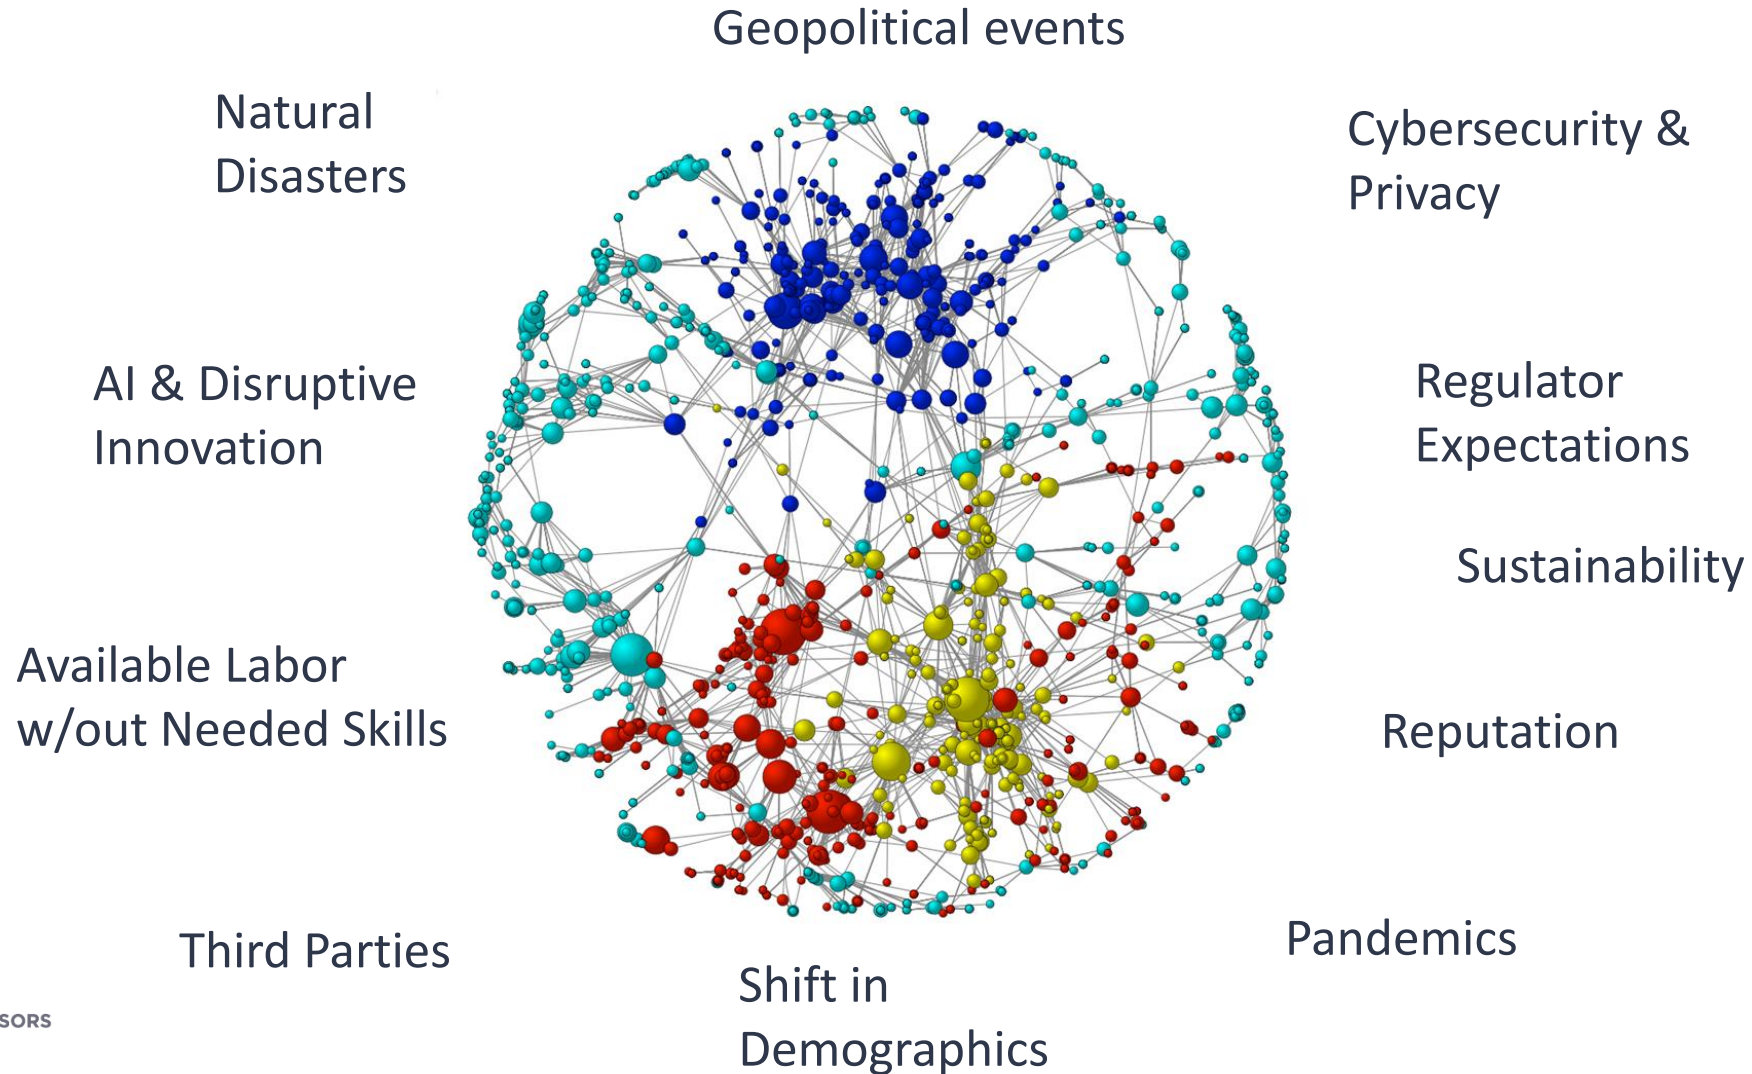 Geopolitical events
Natural
Disasters
Cybersecurity &
Privacy
AI & Disruptive
Innovation
Regulator
Expectations
Sustainability
Available Labor
w/out Needed Skills
Reputation
Third Parties
Pandemics
Shift in
Demographics
SORS